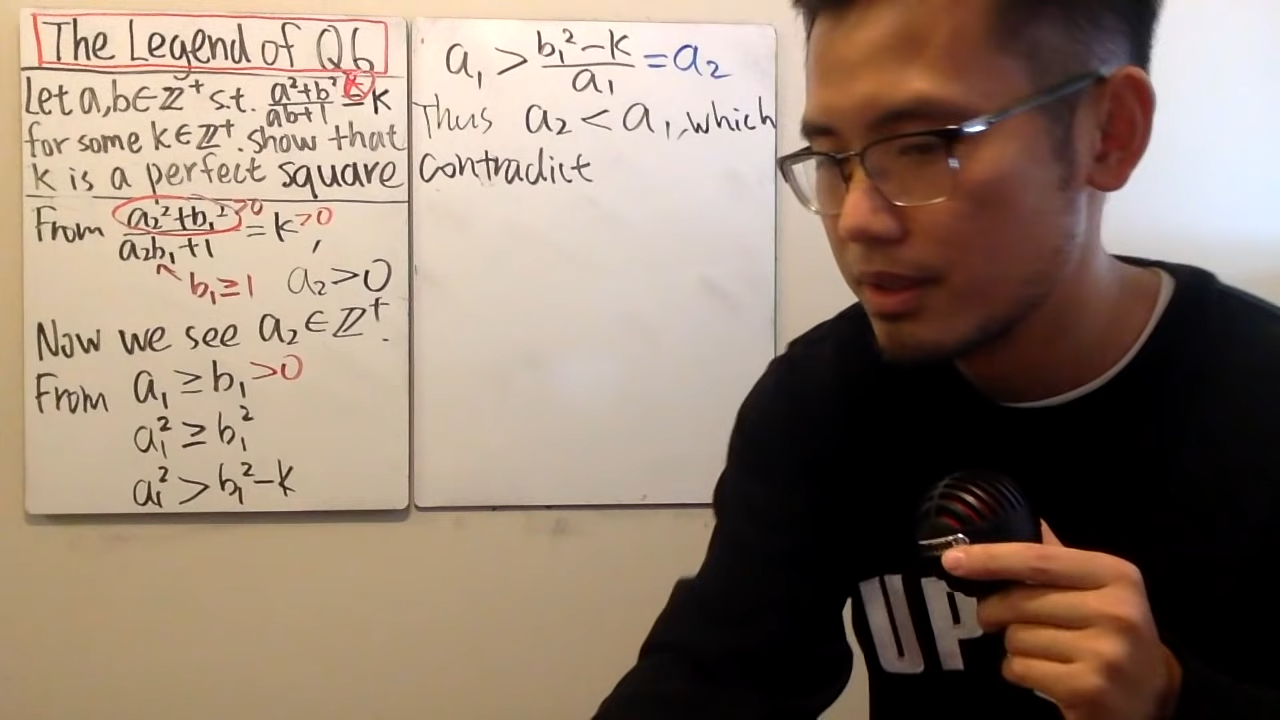 The Legend of Q6
Let a, b ∈ ℤ⁺ s.t. (a²+b²)/(ab+1) = k
for some k ∈ ℤ⁺. show that
k is a perfect square
From (a₂²+b₁²)/(a₂b₁+1) = k, >0 >0
b₁ ≥ 1 a₂ > 0
Now we see a₂ ∈ ℤ⁺.
From a₁ ≥ b₁ >0
a₁² ≥ b₁²
a₁² > b₁² - k
a₁ > (b₁² - k)/a₁ = a₂
Thus a₂ < a₁, which
contradict
UP